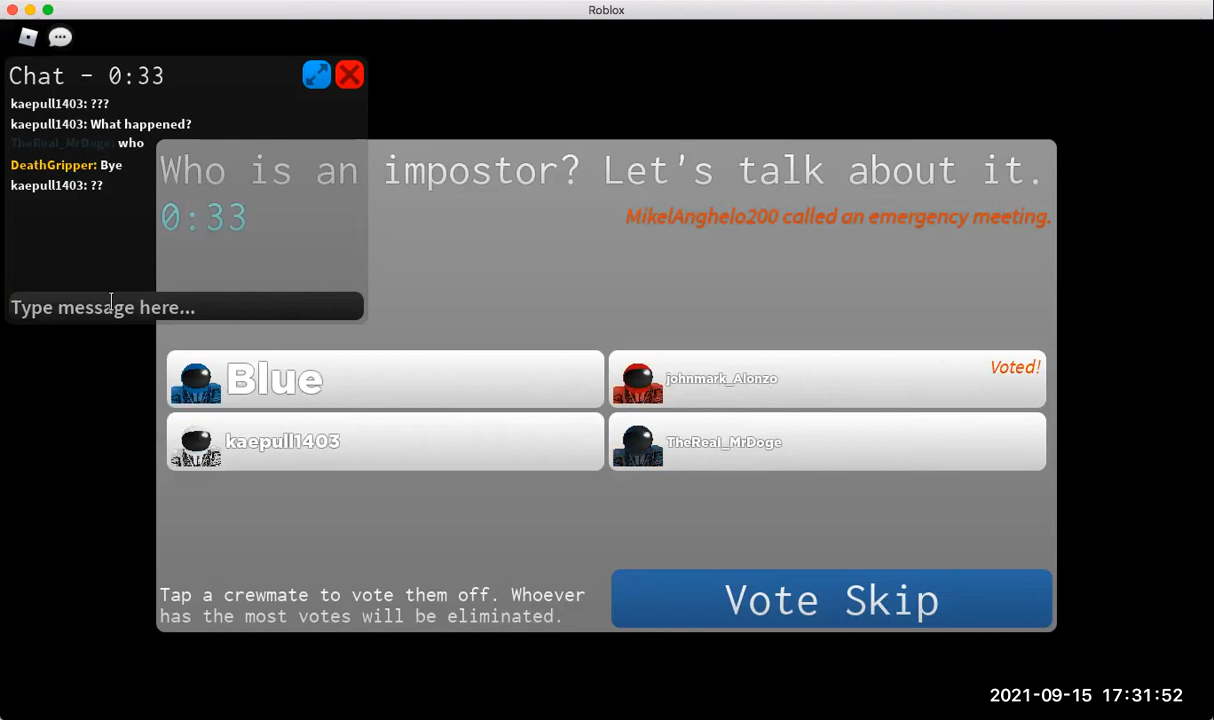 Roblox
Chat - 0:33
kaepull1403: ???
kaepull1403: What happened?
TheReal_MrDoge: who
DeathGripper: Bye
kaepull1403: ??
Type message here...
Who is an impostor? Let's talk about it.
0:33
MikelAnghelo200 called an emergency meeting.
Blue
johnmark_Alonzo
Voted!
kaepull1403
TheReal_MrDoge
Tap a crewmate to vote them off. Whoever
has the most votes will be eliminated.
Vote Skip
2021-09-15 17:31:52